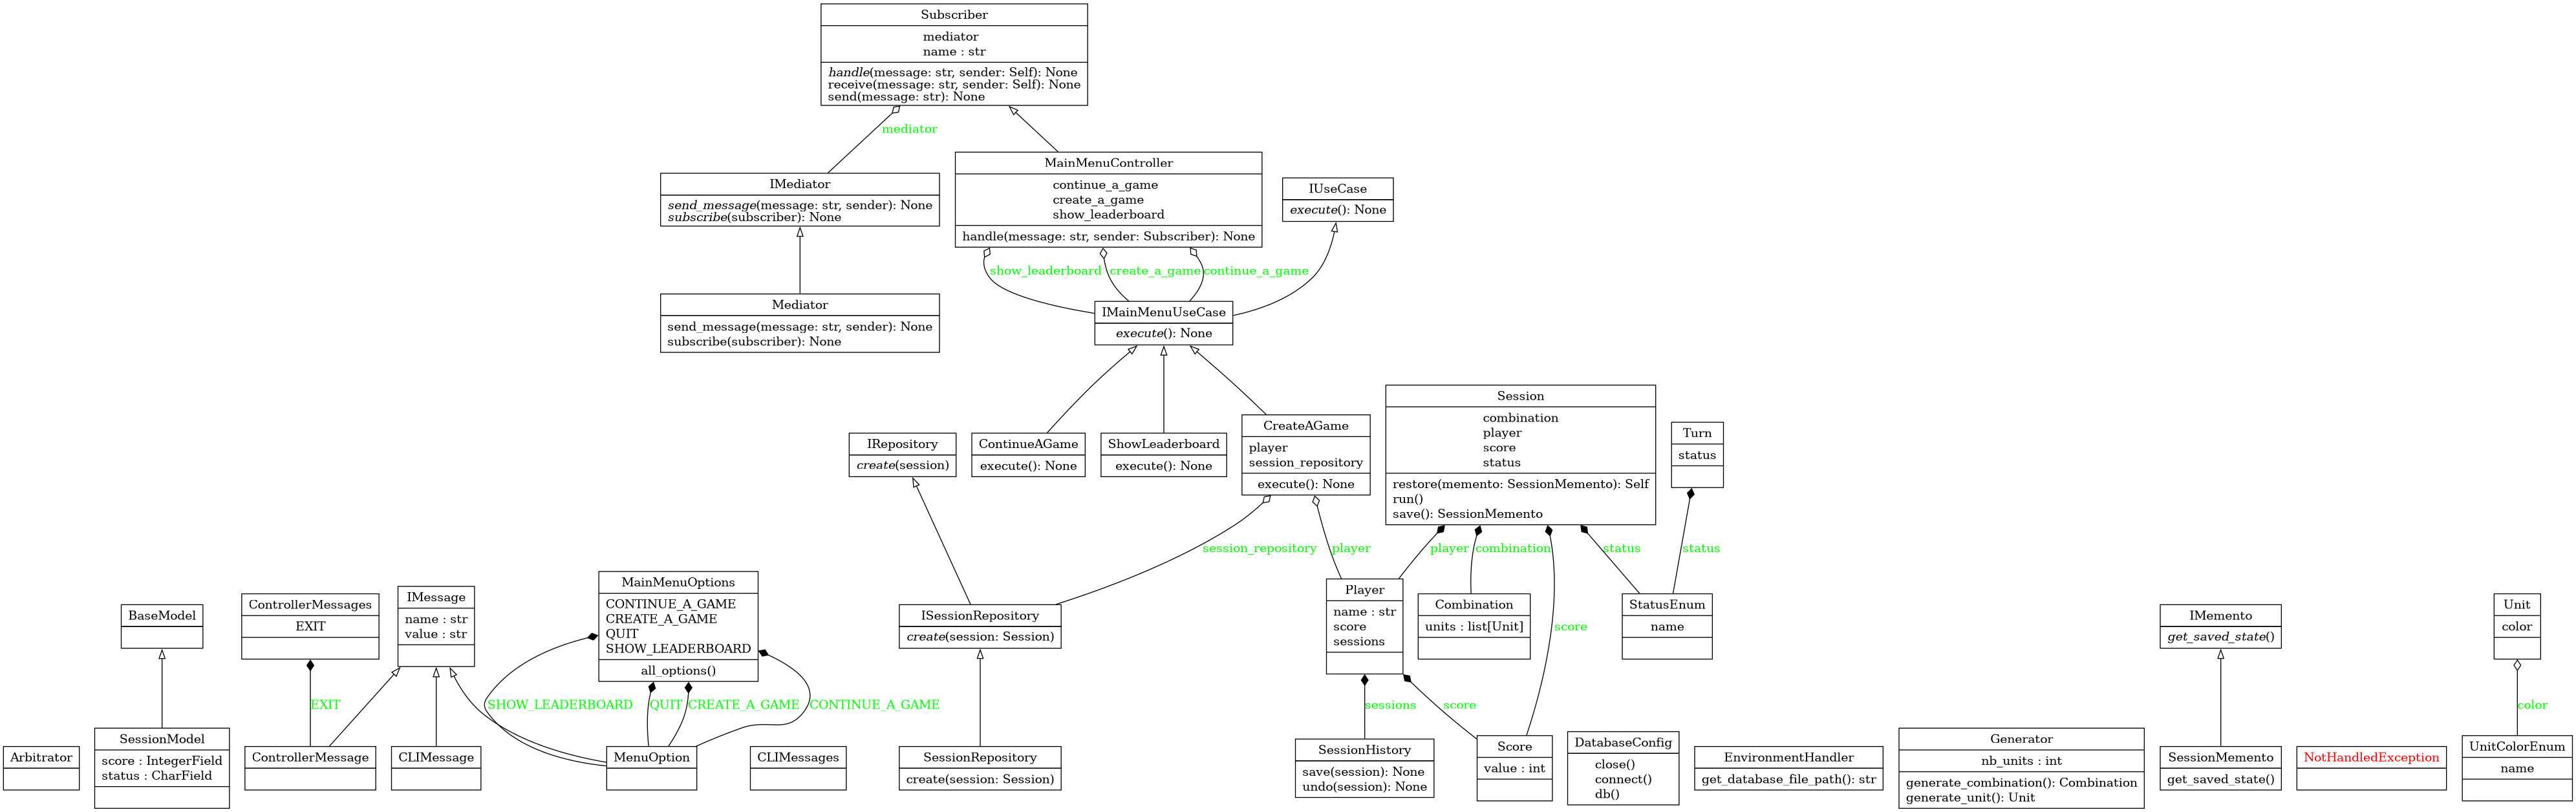 Subscriber
mediator
name : str
handle(message: str, sender: Self): None
receive(message: str, sender: Self): None
send(message: str): None
mediator
MainMenuController
continue_a_game
create_a_game
show_leaderboard
handle(message: str, sender: Subscriber): None
IMediator
send_message(message: str, sender): None
subscribe(subscriber): None
IUseCase
execute(): None
show_leaderboard
create_a_game
continue_a_game
Mediator
send_message(message: str, sender): None
subscribe(subscriber): None
IMainMenuUseCase
execute(): None
IRepository
create(session)
ContinueAGame
execute(): None
ShowLeaderboard
execute(): None
CreateAGame
player
session_repository
execute(): None
Session
combination
player
score
status
restore(memento: SessionMemento): Self
run()
save(): SessionMemento
Turn
status
session_repository
player
player
combination
status
status
BaseModel
ControllerMessages
EXIT
IMessage
name : str
value : str
MainMenuOptions
CONTINUE_A_GAME
CREATE_A_GAME
QUIT
SHOW_LEADERBOARD
all_options()
ISessionRepository
create(session: Session)
Player
name : str
score
sessions
Combination
units : list[Unit]
score
StatusEnum
name
IMemento
get_saved_state()
Unit
color
EXIT
SHOW_LEADERBOARD
QUIT
CREATE_A_GAME
CONTINUE_A_GAME
sessions
score
color
Arbitrator
SessionModel
score : IntegerField
status : CharField
ControllerMessage
CLIMessage
MenuOption
CLIMessages
SessionRepository
create(session: Session)
SessionHistory
save(session): None
undo(session): None
Score
value : int
DatabaseConfig
close()
connect()
db()
EnvironmentHandler
get_database_file_path(): str
Generator
nb_units : int
generate_combination(): Combination
generate_unit(): Unit
SessionMemento
get_saved_state()
NotHandledException
UnitColorEnum
name